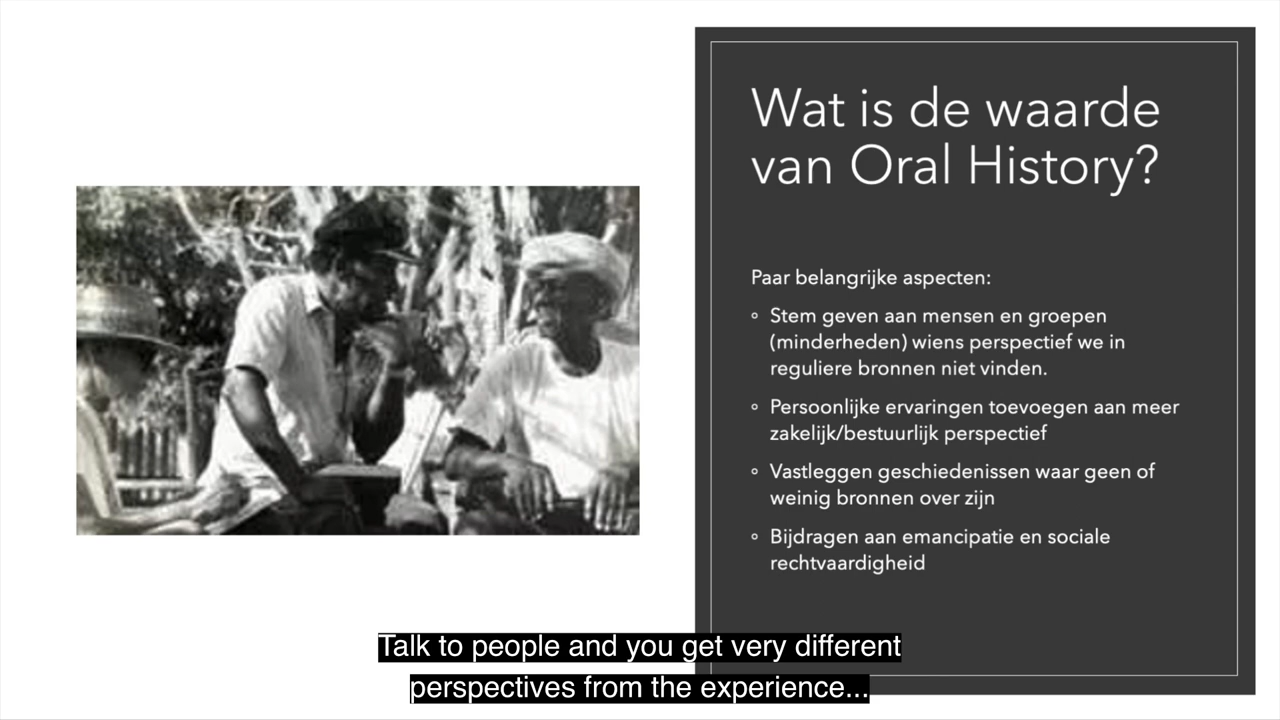 Wat is de waarde
van Oral History?
Paar belangrijke aspecten:
Stem geven aan mensen en groepen
(minderheden) wiens perspectief we in
reguliere bronnen niet vinden.
Persoonlijke ervaringen toevoegen aan meer
zakelijk/bestuurlijk perspectief
Vastleggen geschiedenissen waar geen of
weinig bronnen over zijn
Bijdragen aan emancipatie en sociale
rechtvaardigheid
Talk to people and you get very different
perspectives from the experience...